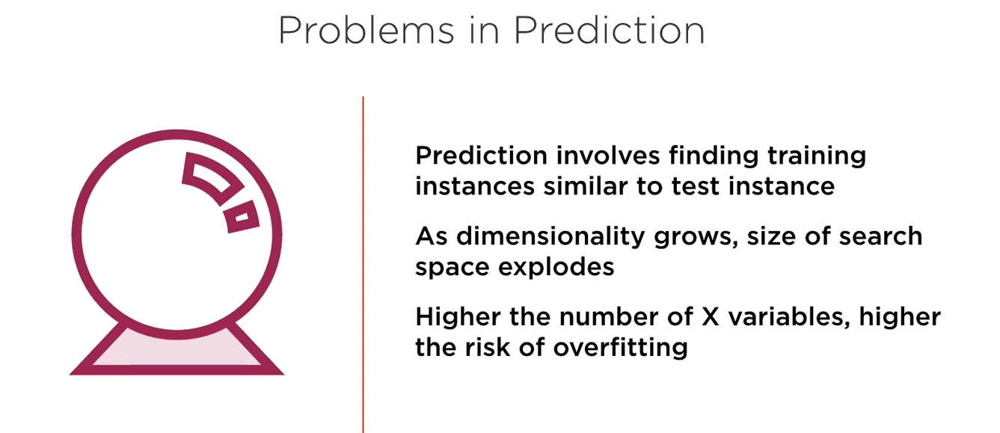 Problems in Prediction
Prediction involves finding training
instances similar to test instance
As dimensionality grows, size of search
space explodes
Higher the number of X variables, higher
the risk of overfitting